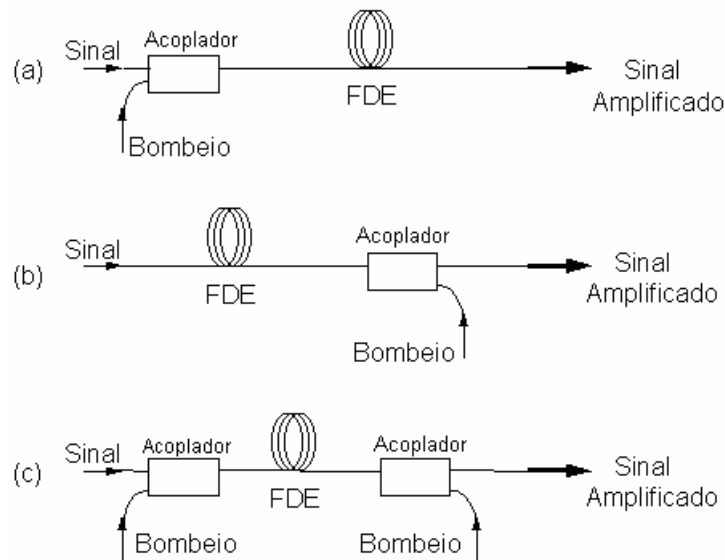 Acoplador
Sinal
(a)
FDE
Sinal
Amplificado
Bombeio
Sinal
Acoplador
(b)
FDE
Sinal
Amplificado
Bombeio
Sinal
Acoplador
Acoplador
(c)
FDE
Sinal
Amplificado
Bombeio
Bombeio